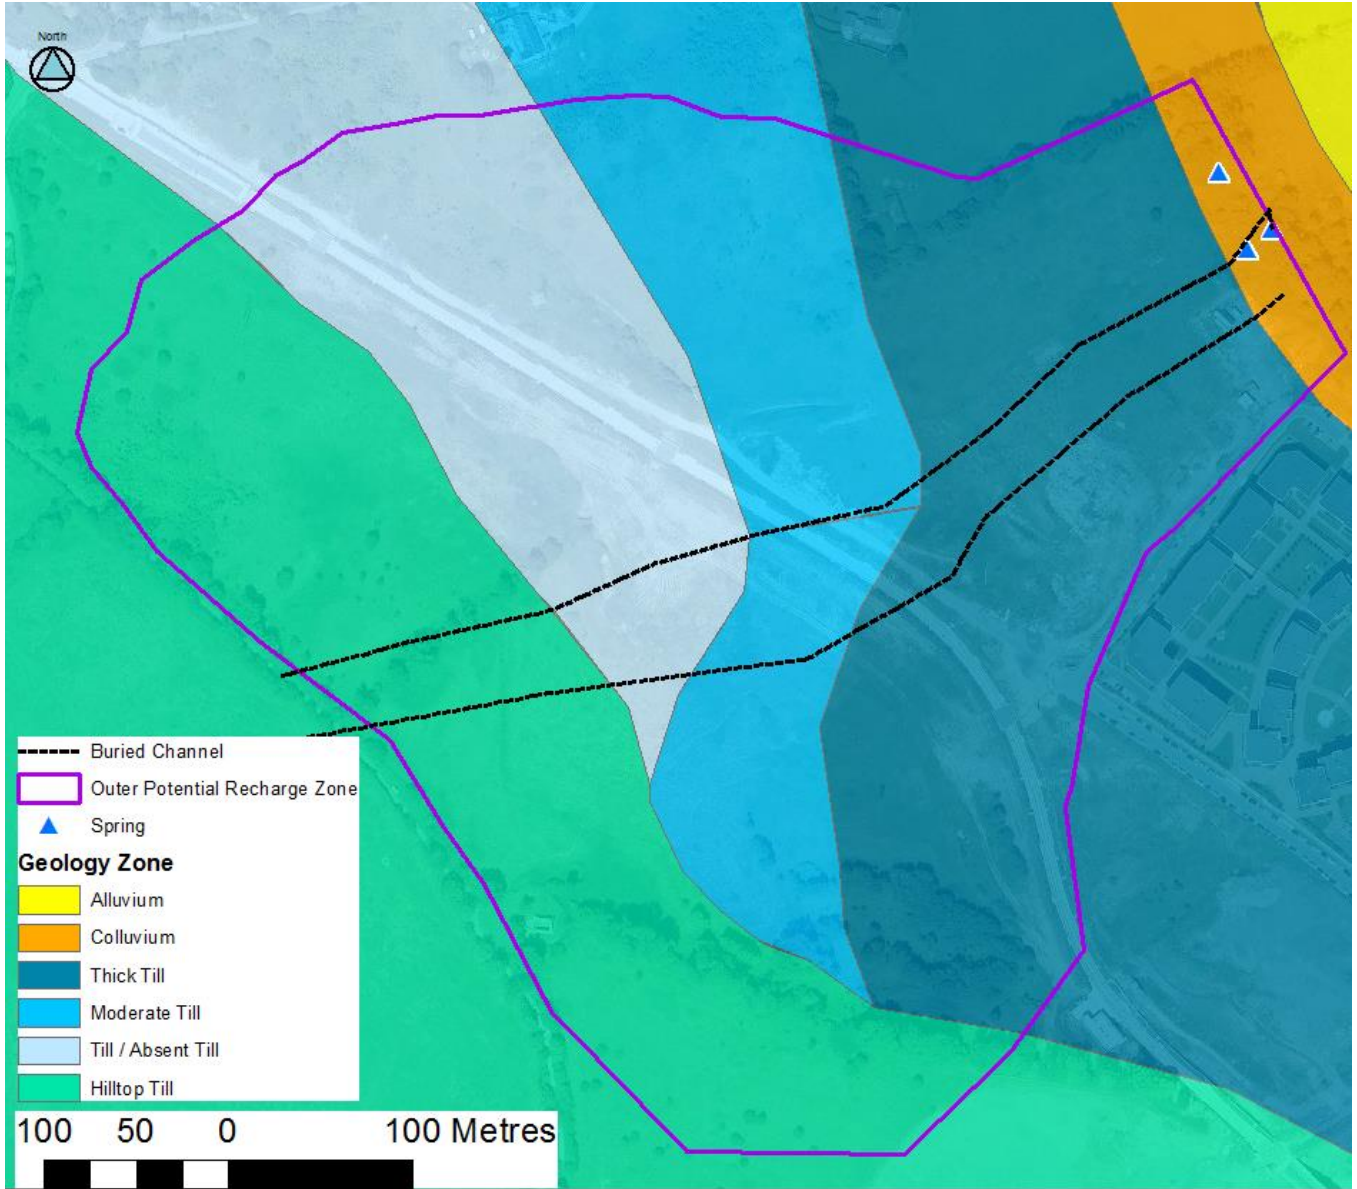 North
Buried Channel
Outer Potential Recharge Zone
Spring
Geology Zone
Alluvium
Colluvium
Thick Till
Moderate Till
Till / Absent Till
Hilltop Till
100 50 0 100 Metres